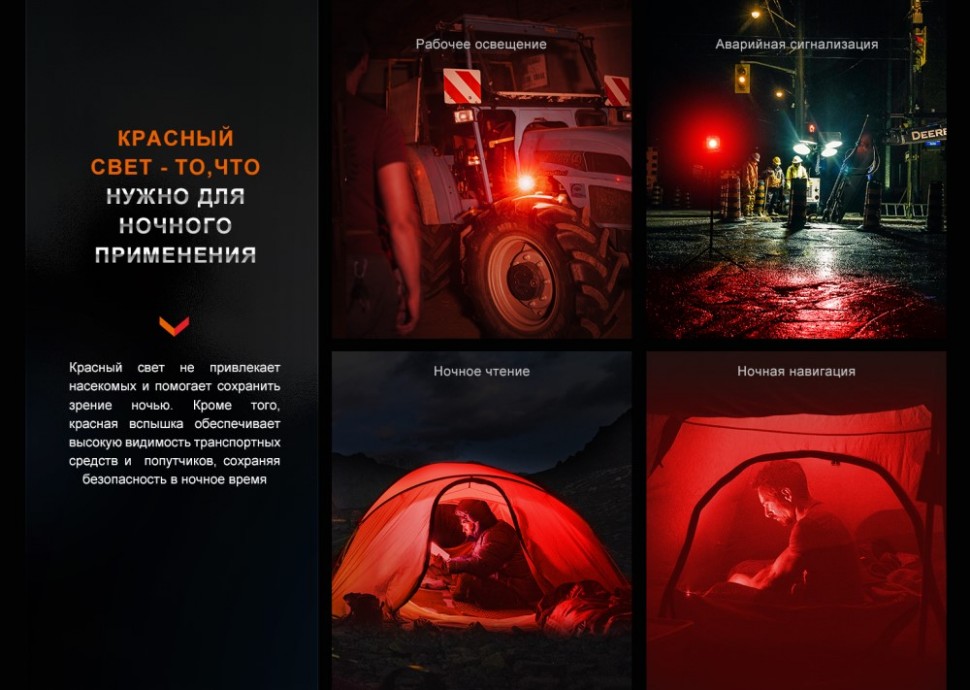 КРАСНЫЙ
СВЕТ - ТО,ЧТО
НУЖНО ДЛЯ
НОЧНОГО
ПРИМЕНЕНИЯ
Красный свет не привлекает
насекомых и помогает сохранить
зрение ночью. Кроме того,
красная вспышка обеспечивает
высокую видимость транспортных
средств и попутчиков, сохраняя
безопасность в ночное время
Рабочее освещение
Аварийная сигнализация
DEERE
Ночное чтение
Ночная навигация